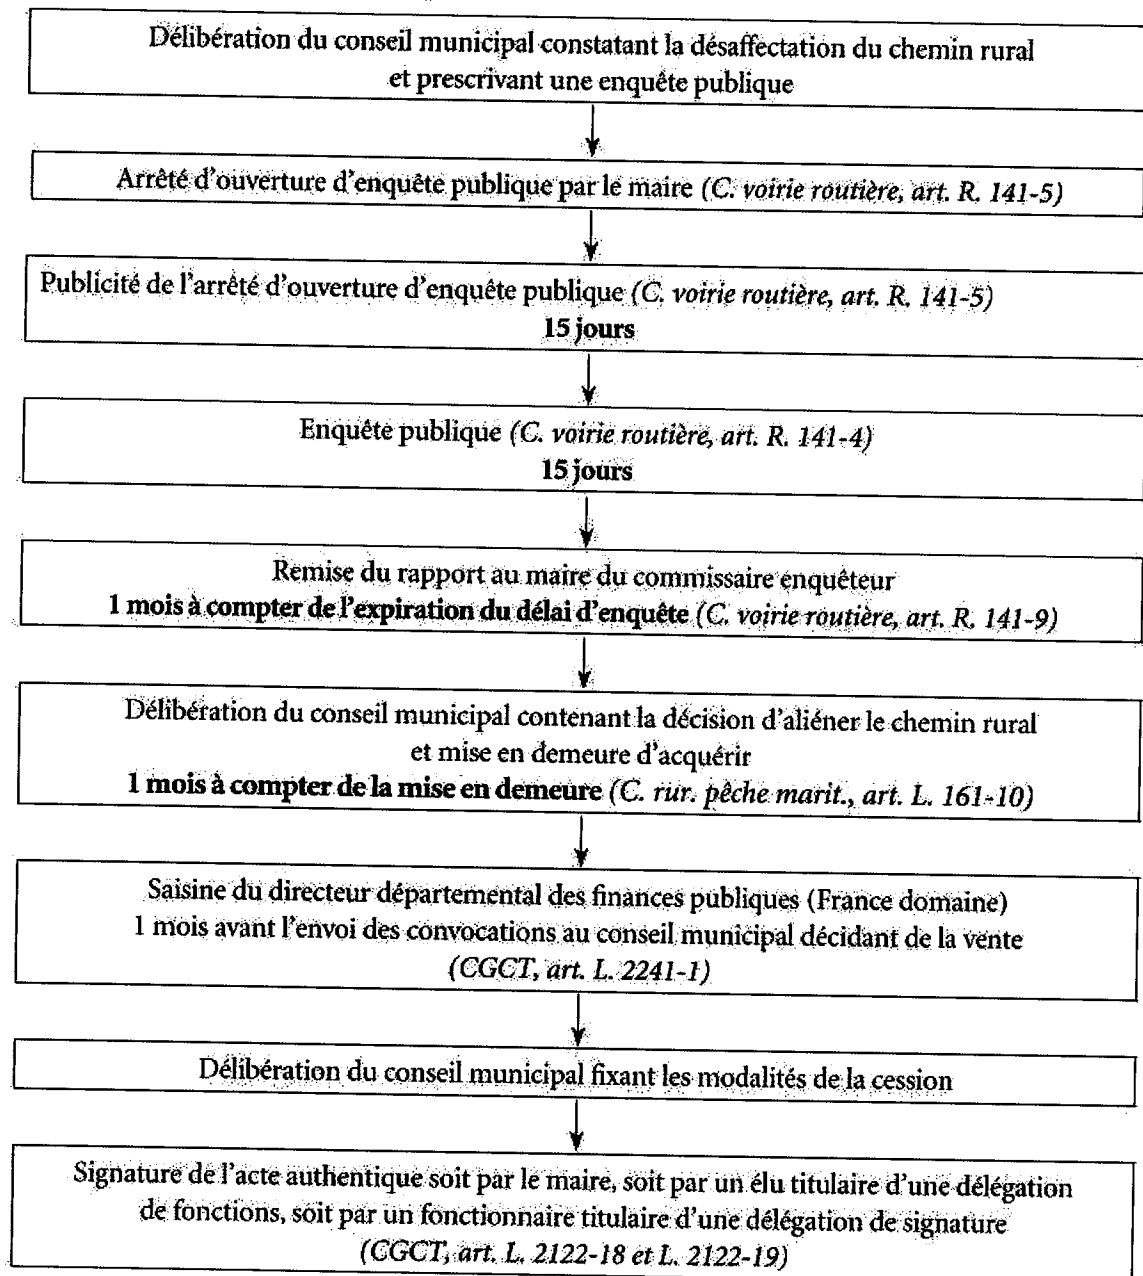 Délibération du conseil municipal constatant la désaffectation du chemin rural
et prescrivant une enquête publique
Arrêté d'ouverture d'enquête publique par le maire (C. voirie routière, art. R. 141-5)
Publicité de l'arrêté d'ouverture d'enquête publique (C. voirie routière, art. R. 141-5)
15 jours
Enquête publique (C. voirie routière, art. R. 141-4)
15 jours
Remise du rapport au maire du commissaire enquêteur
1 mois à compter de l'expiration du délai d'enquête (C. voirie routière, art. R. 141-9)
Délibération du conseil municipal contenant la décision d'aliéner le chemin rural
et mise en demeure d'acquérir
1 mois à compter de la mise en demeure (C. rur. pêche marit., art. L. 161-10)
Saisine du directeur départemental des finances publiques (France domaine)
1 mois avant l'envoi des convocations au conseil municipal décidant de la vente
(CGCT, art. L. 2241-1)
Délibération du conseil municipal fixant les modalités de la cession
Signature de l'acte authentique soit par le maire, soit par un élu titulaire d'une délégation
de fonctions, soit par un fonctionnaire titulaire d'une délégation de signature
(CGCT, art. L. 2122-18 et L. 2122-19)